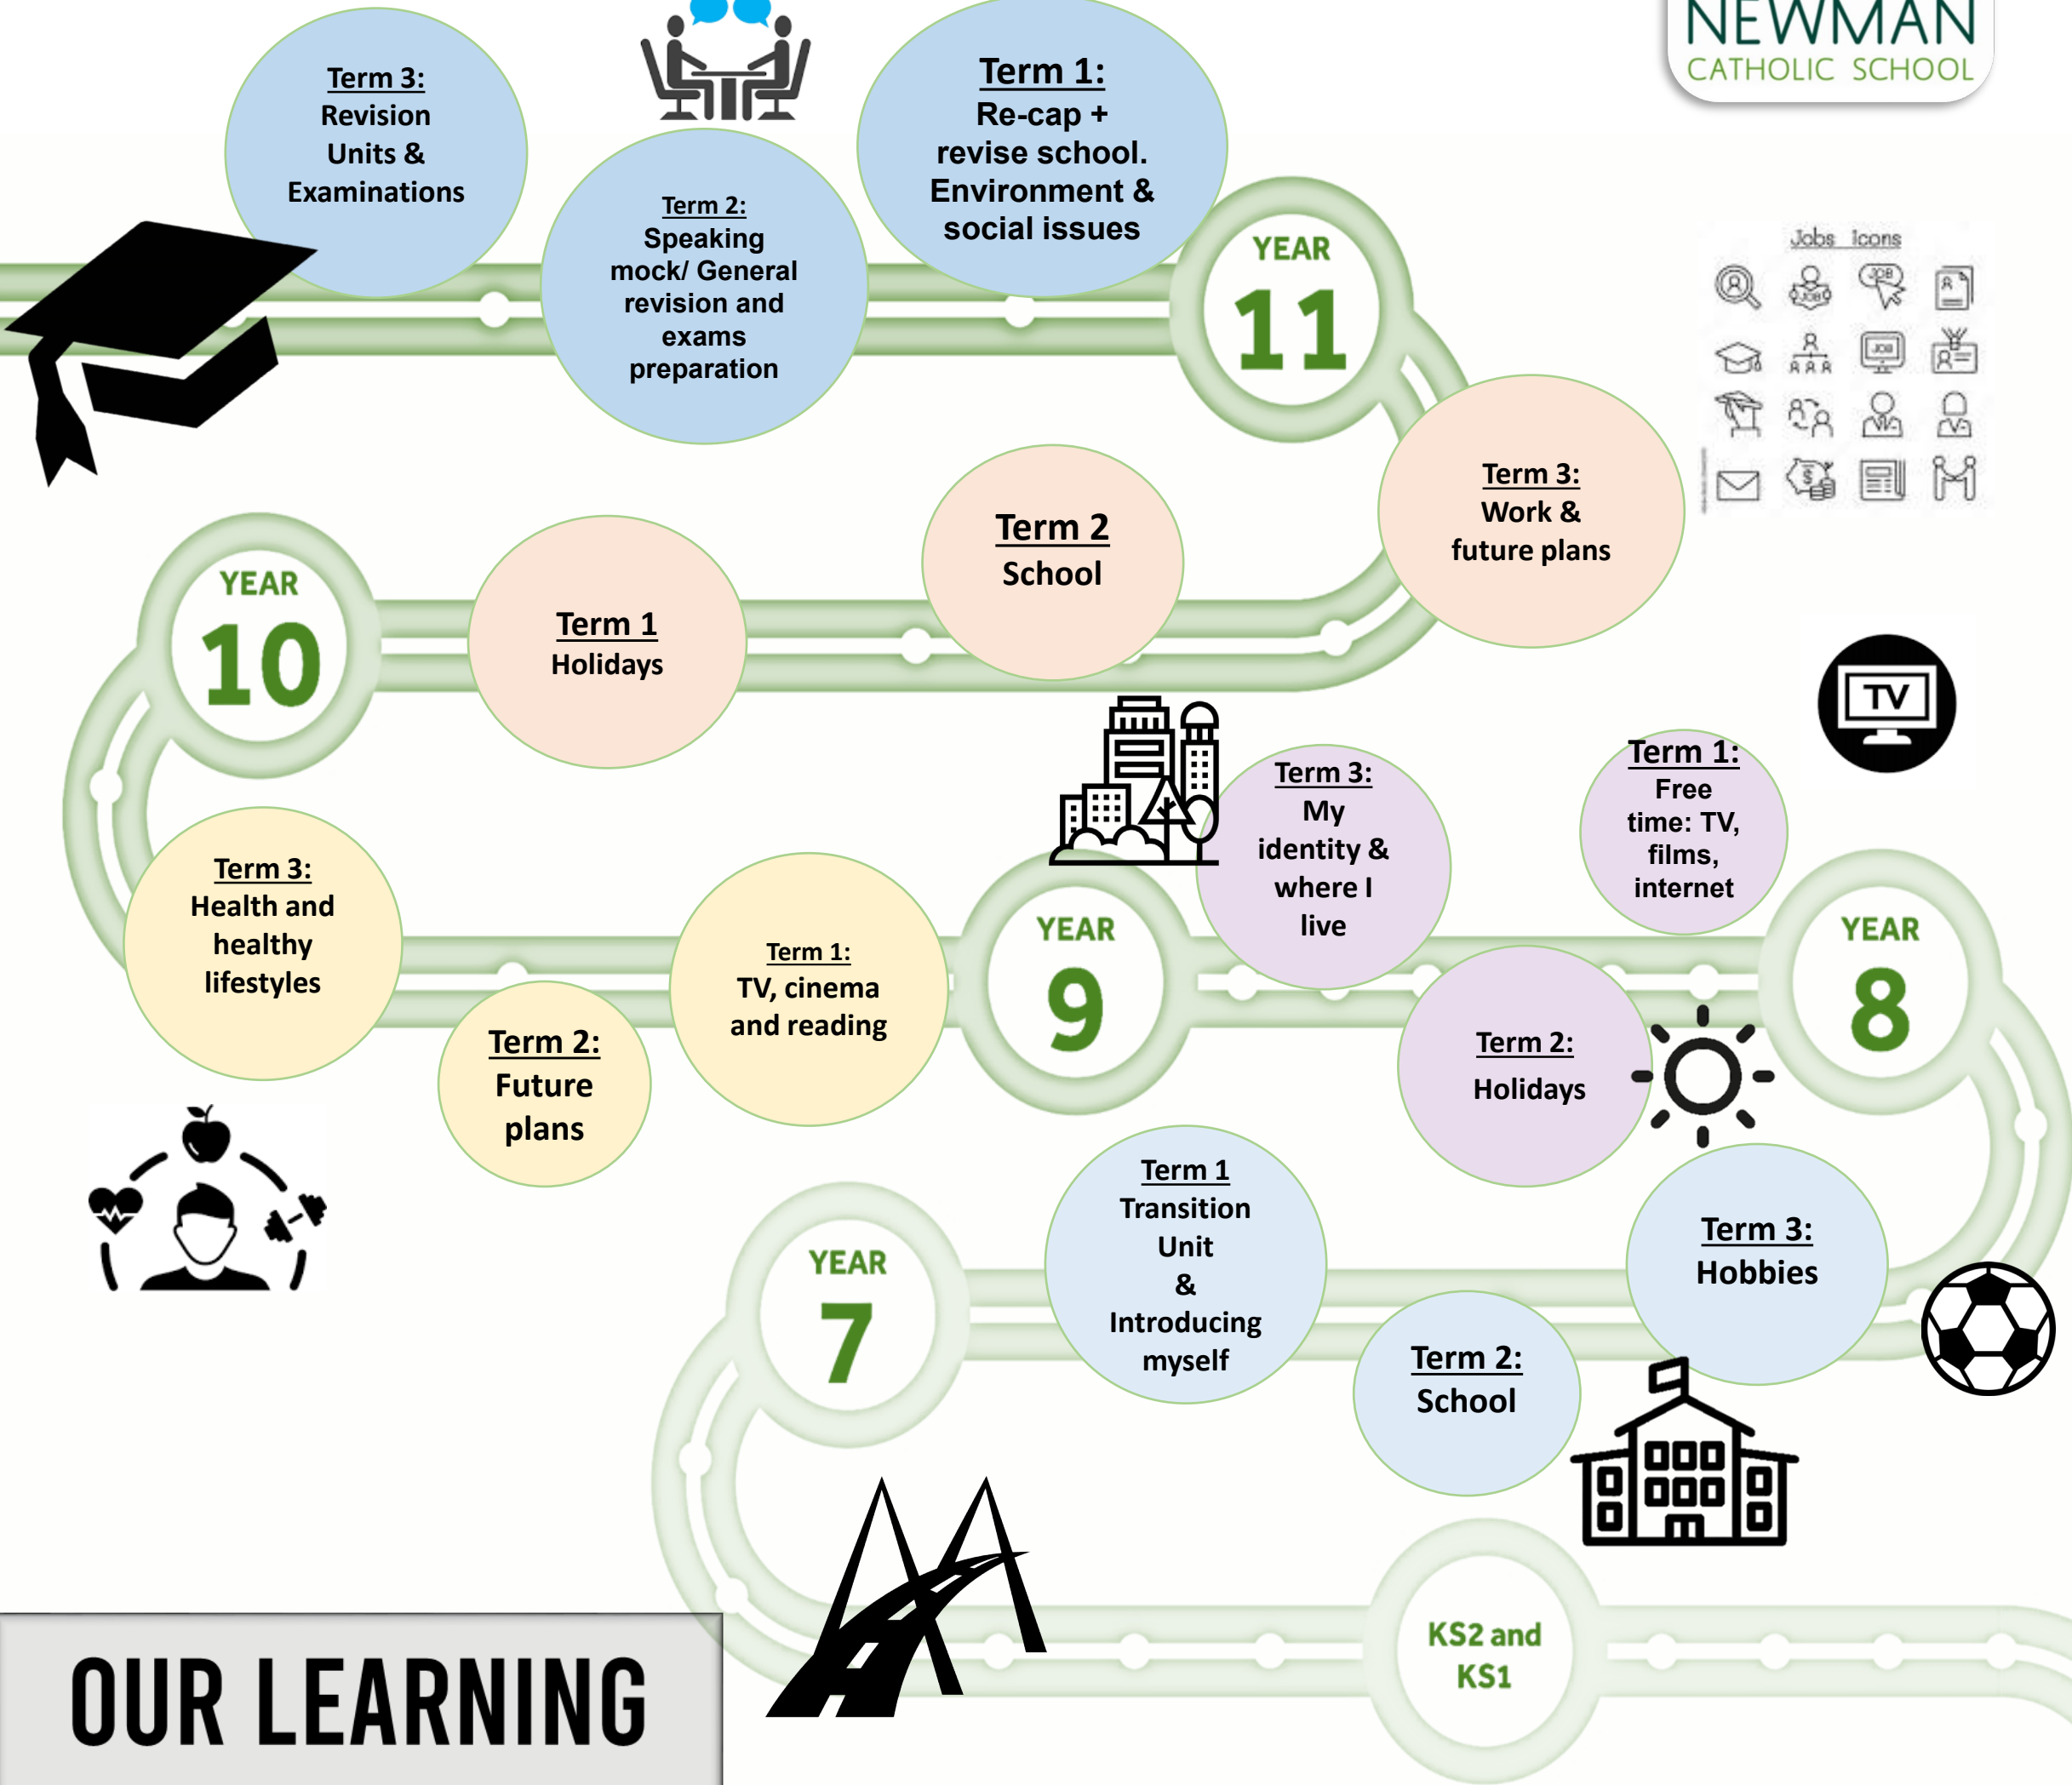 NEWMAN
CATHOLIC SCHOOL
Term 3:
Revision
Units &
Examinations
Term 2:
Speaking
mock/ General
revision and
exams
preparation
Term 1:
Re-cap +
revise school.
Environment &
social issues
YEAR
11
Jobs Icons
JOB
JOB
JOB
Term 3:
Work &
future plans
Term 2
School
Term 1
Holidays
YEAR
10
TV
Term 3:
Health and
healthy
lifestyles
Term 2:
Future
plans
Term 1:
TV, cinema
and reading
YEAR
9
Term 3:
My
identity &
where I
live
Term 2:
Holidays
Term 1:
Free
time: TV,
films,
internet
YEAR
8
Term 3:
Hobbies
Term 2:
School
Term 1
Transition
Unit
&
Introducing
myself
YEAR
7
KS2 and
KS1
OUR LEARNING